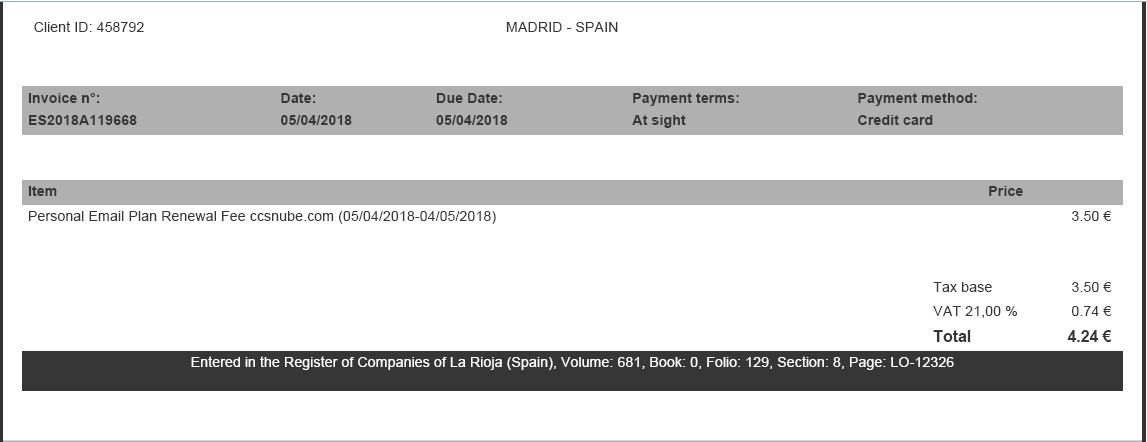 Client ID: 458792 MADRID - SPAIN
Invoice n°: Date: Due Date: Payment terms: Payment method:
ES2018A119668 05/04/2018 05/04/2018 At sight Credit card
Item Price
Personal Email Plan Renewal Fee ccsnube.com (05/04/2018-04/05/2018) 3.50 €
Tax base 3.50 €
VAT 21,00 % 0.74 €
Total 4.24 €
Entered in the Register of Companies of La Rioja (Spain), Volume: 681, Book: 0, Folio: 129, Section: 8, Page: LO-12326